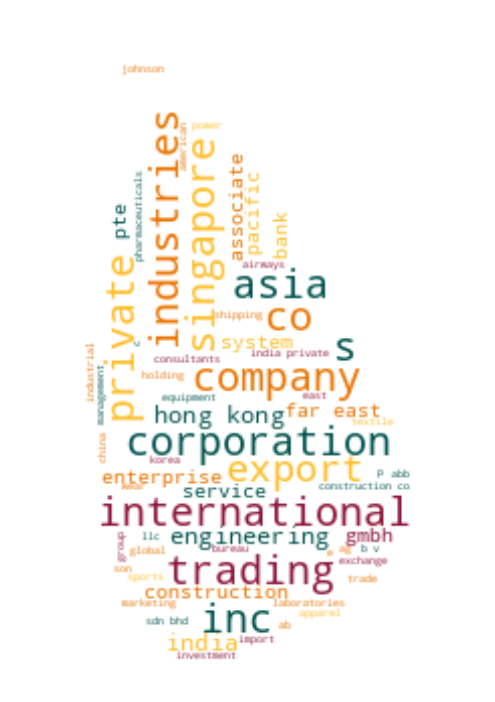 johnson
industries
american
power
singapore
associate
pacific
bank
pharmaceuticals
pte
private
airways
asia
shipping
co
c
system
s
consultants
india private
industrial
management
holding
company
equipment
east
hong kong
far east
textile
china
corporation
korea
export
enterprise
p abb
wear
service
construction co
international
group
llc
engineering
gmbh
global
bureau
e
ag
b v
exchange
son
sports
trading
trade
construction
marketing
laboratories
sdn bhd
inc
apparel
ab
india
import
investment